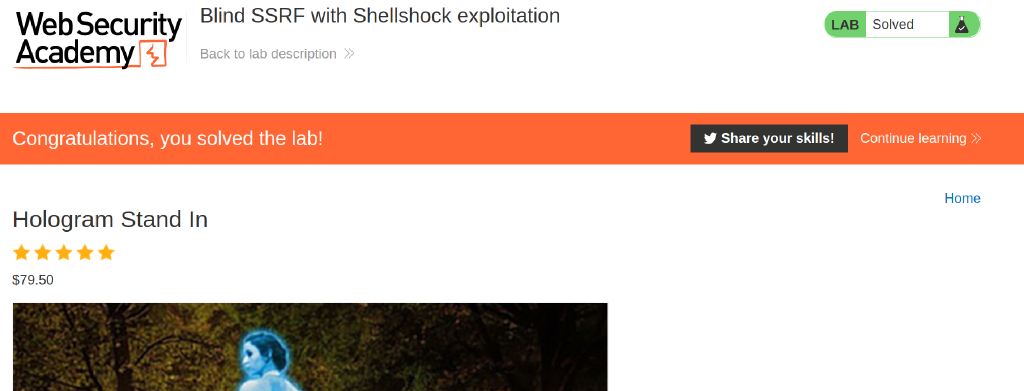 Web Security
Academy
Blind SSRF with Shellshock exploitation
Back to lab description
LAB Solved
Congratulations, you solved the lab!
Share your skills!
Continue learning
Home
Hologram Stand In
$79.50